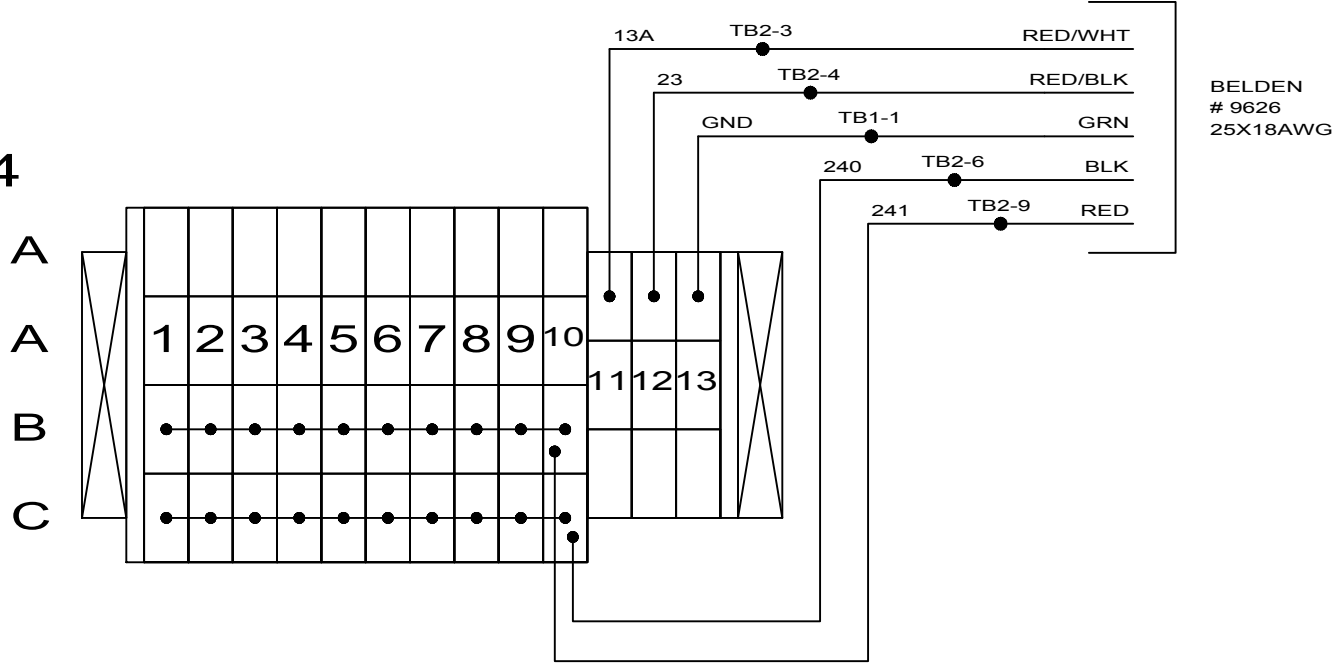 13A TB2-3 RED/WHT
23 TB2-4 RED/BLK
GND TB1-1 GRN
240 TB2-6 BLK
241 TB2-9 RED
BELDEN
# 9626
25X18AWG
4
A
A 1 2 3 4 5 6 7 8 9 10
11 12 13
B
C